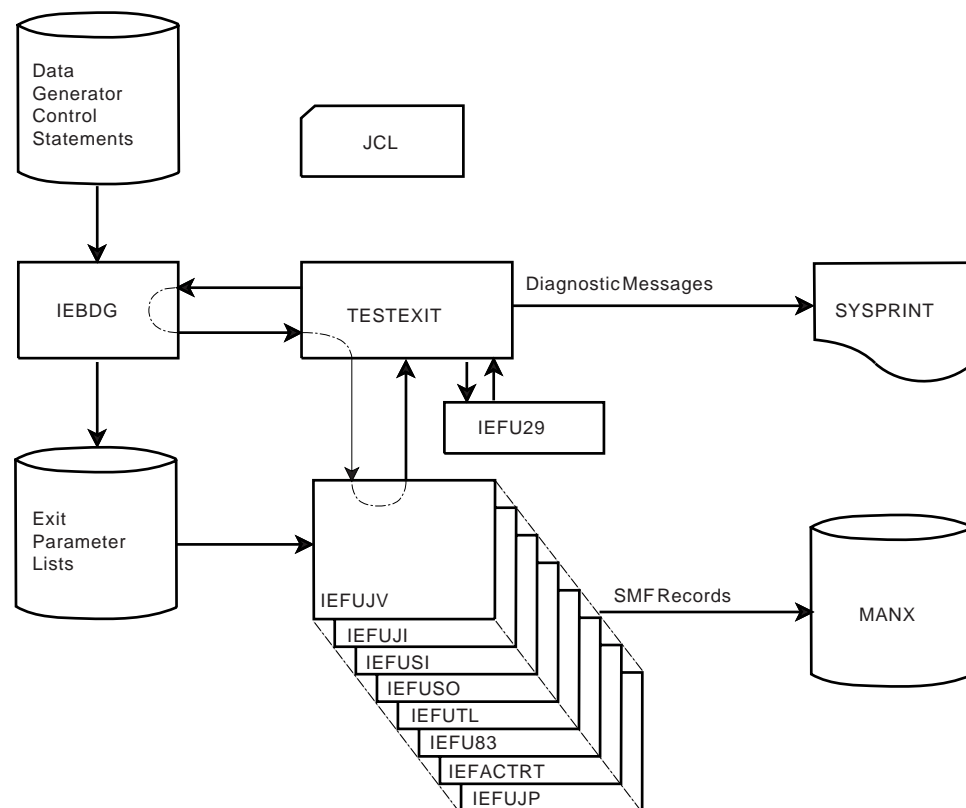 Data
Generator
Control
Statements
JCL
IEBDG
TESTEXIT
Diagnostic Messages
SYSPRINT
IEFU29
Exit
Parameter
Lists
IEFUJV
SMF Records
MANX
IEFUJI
IEFUSI
IEFUSO
IEFUTL
IEFU83
IEFACTRT
IEFUJP